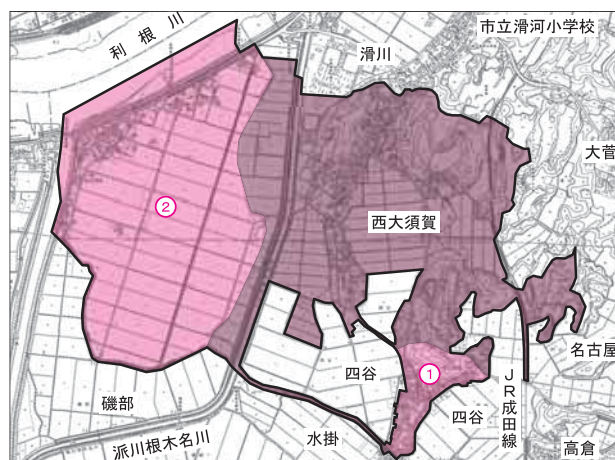 利根川
市立滑河小学校
滑川
大菅
②
西大須賀
名古屋
①
四谷
四谷
JR成田線
磯部
水掛
高倉
派川根木名川